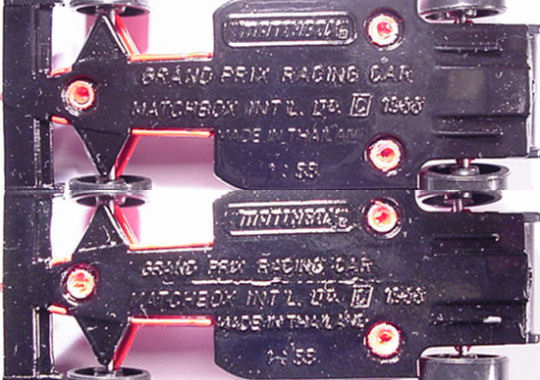 MATCHBOX
GRAND PRIX RACING CAR
MATCHBOX INT'L. LTD. © 1988
MADE IN THAILAND
1:55
MATCHBOX
GRAND PRIX RACING CAR
MATCHBOX INT'L. LTD. © 1988
MADE IN THAILAND
1:55